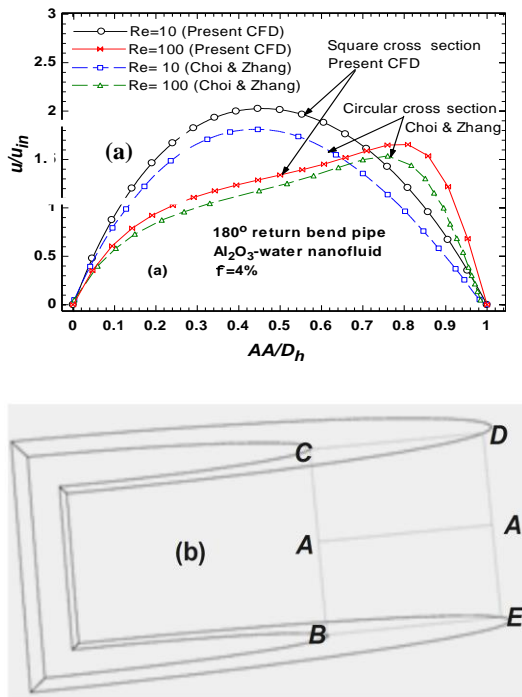 3
2.5
2
1.5
1
0.5
0
u/u_in
Re=10 (Present CFD)
Re=100 (Present CFD)
Re= 10 (Choi & Zhang)
Re= 100 (Choi & Zhang)
Square cross section
Present CFD
Circular cross section
Choi & Zhang
(a)
180° return bend pipe
Al₂O₃-water nanofluid
f=4%
(a)
0 0.1 0.2 0.3 0.4 0.5 0.6 0.7 0.8 0.9 1
AA/D_h
C
D
(b)
A
A
B
E